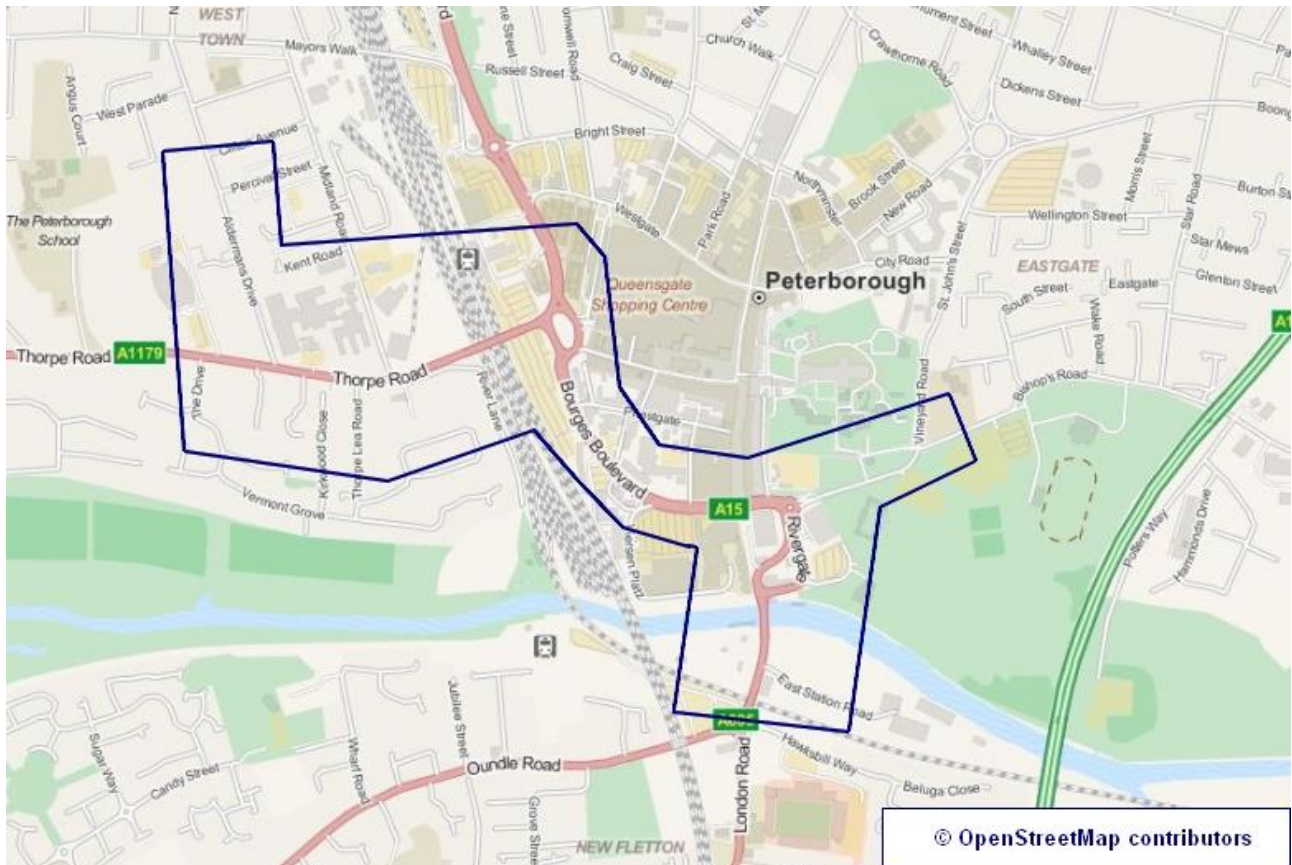 WEST
TOWN
Mayors Walk
Russell Street
Craig Street
Church Walk
Crawthorne Road
Whalley Street
Dickens Street
Angus Court
West Parade
Bright Street
Percival Street
Midland Road
Westgate
Park Road
Northminster
Brook Street
New Road
Morris Street
Star Road
Burton
Wellington Street
Star Mews
The Peterborough
School
Aldermans Drive
Kent Road
City Road
St. John's Street
EASTGATE
Eastgate
Glenton Street
South Street
Wake Road
Peterborough
Queensgate
Shopping Centre
Thorpe Road
A1179
Thorpe Road
The Drive
River Lane
Bourges Boulevard
Priestgate
Vineyard Road
Bishop's Road
Kirkwood Close
Thorpe Lea Road
Vermont Grove
A15
Rivergate
Potters Way
Hammonds Drive
East Station Road
A605
Jubilee Street
Sugar Way
Candy Street
Wharf Road
Oundle Road
London Road
Hawksbill Way
Beluga Close
Grove Street
NEW FLETTON
© OpenStreetMap contributors